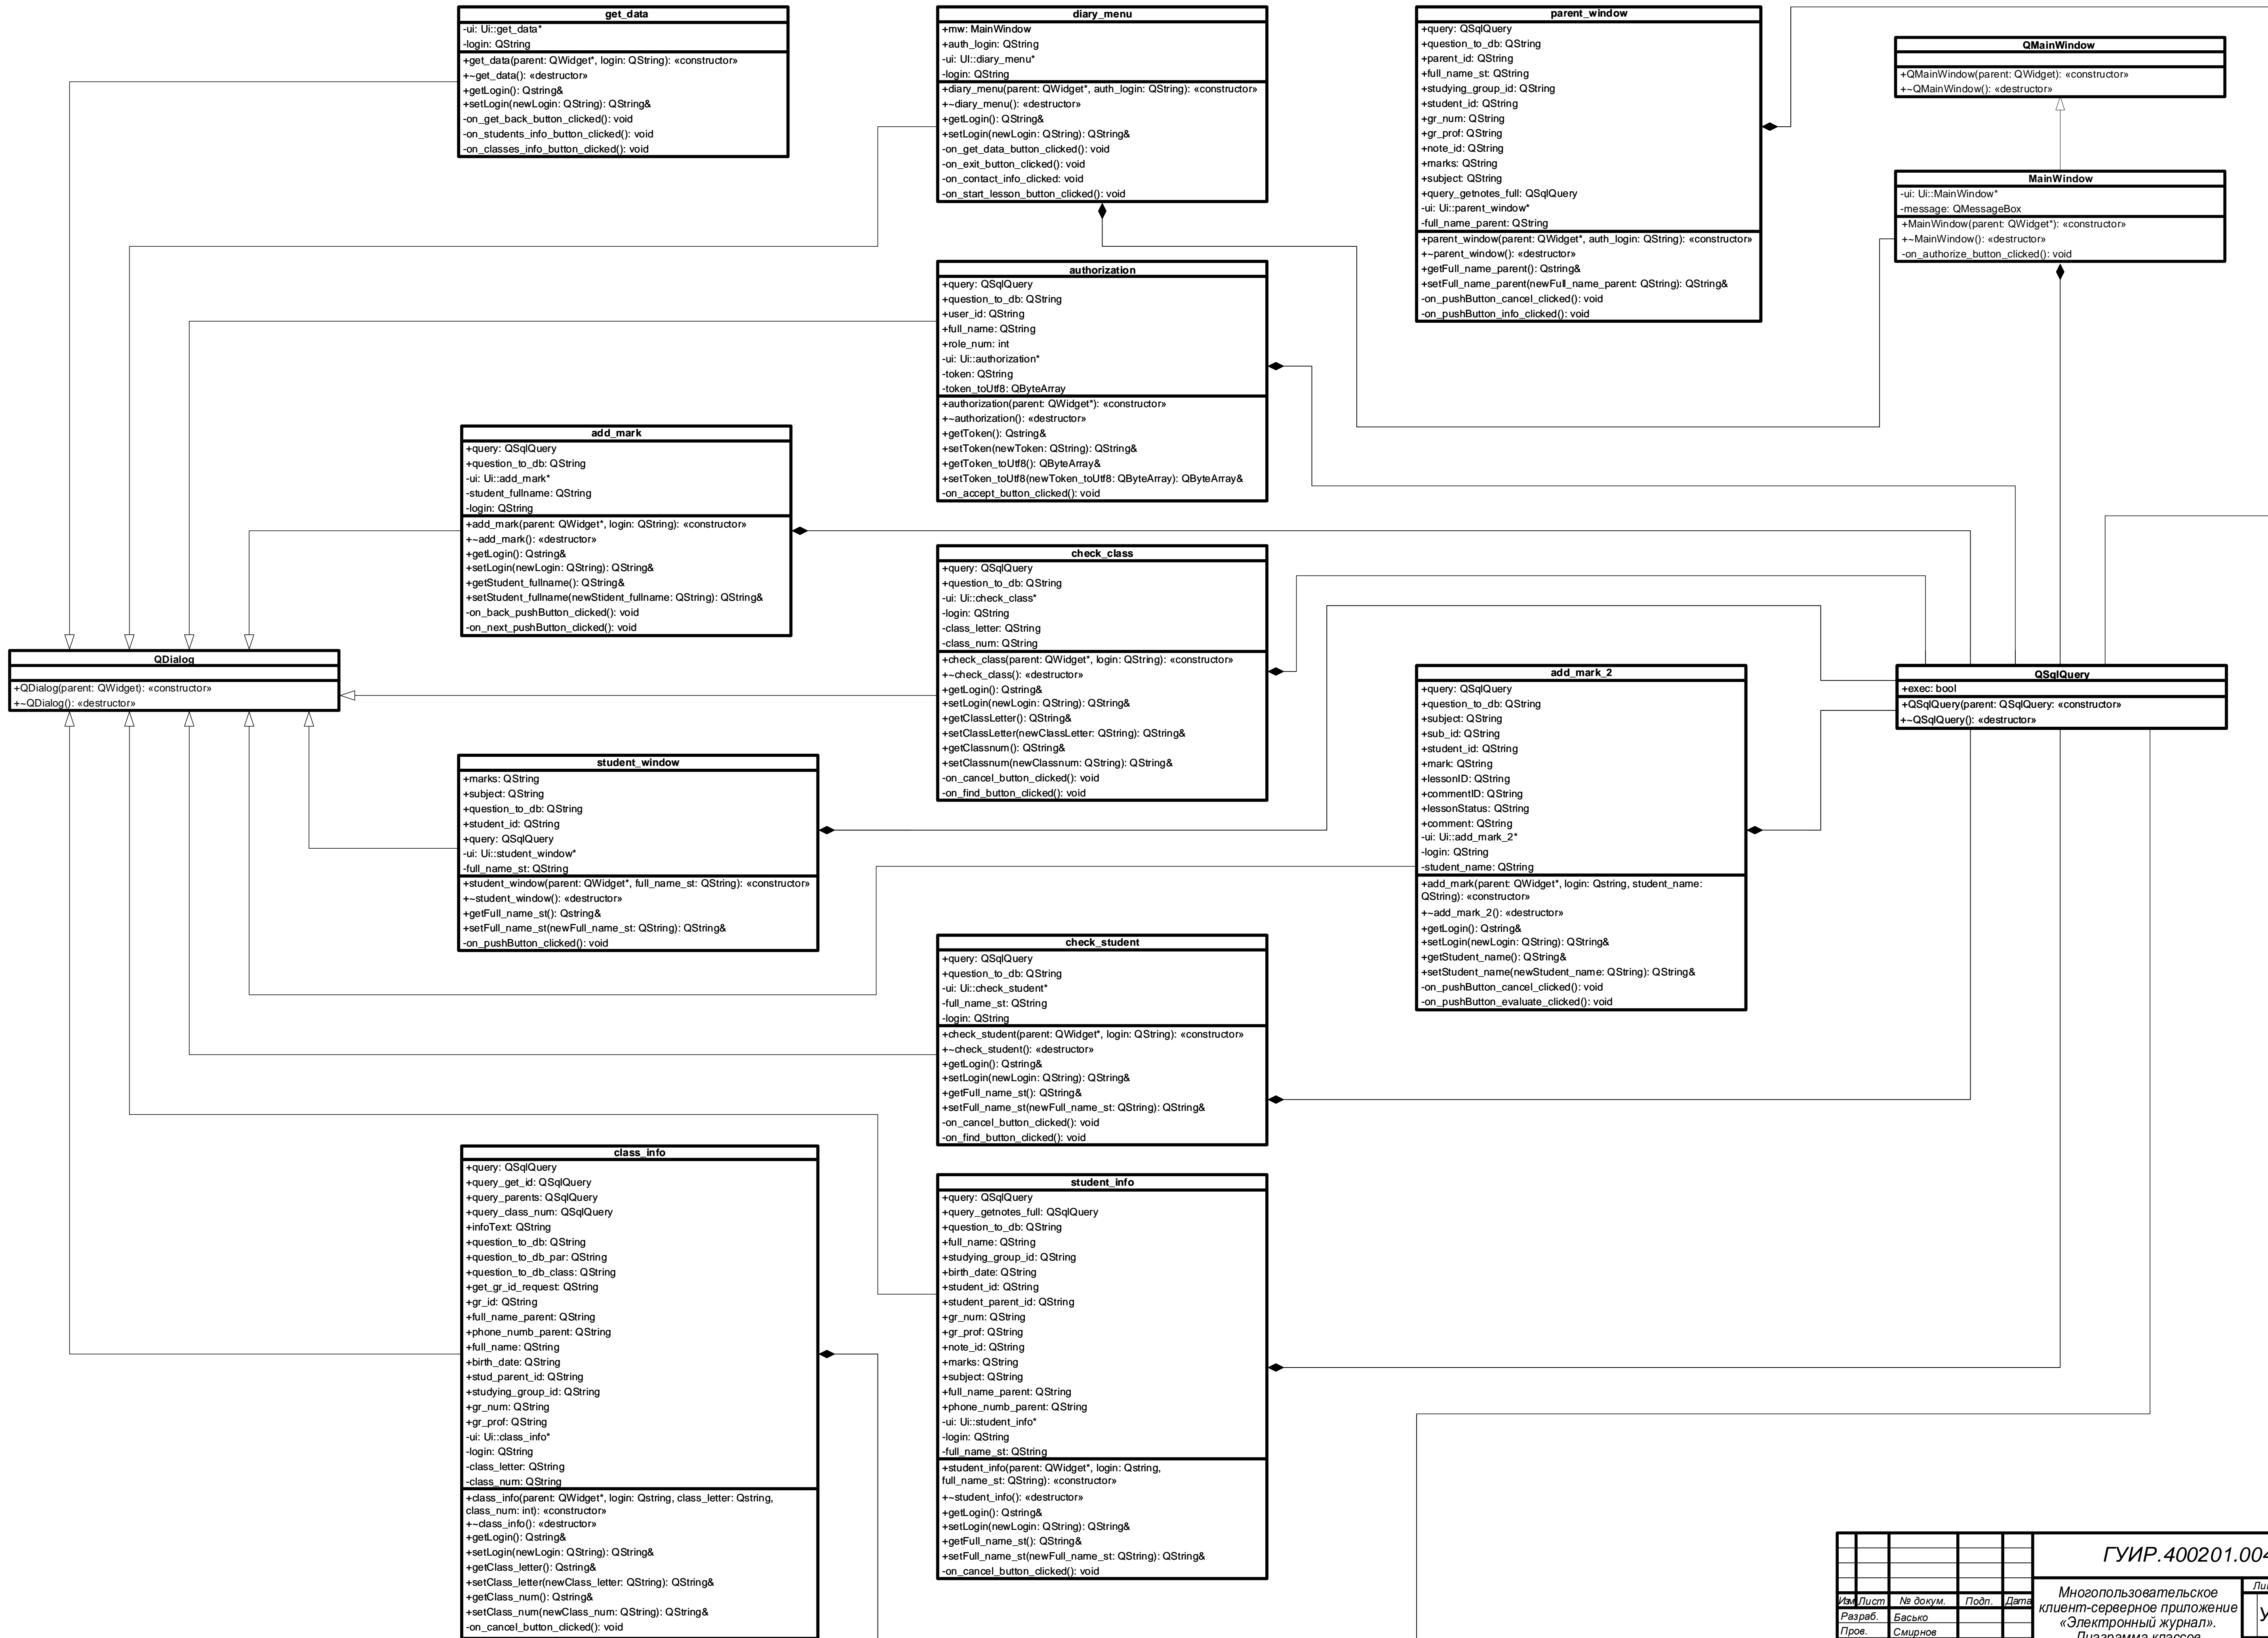 get_data
-ui: Ui::get_data*
-login: QString
+get_data(parent: QWidget*, login: QString): «constructor»
+~get_data(): «destructor»
+getLogin(): Qstring&
+setLogin(newLogin: QString): QString&
-on_get_back_button_clicked(): void
-on_students_info_button_clicked(): void
-on_classes_info_button_clicked(): void
diary_menu
+mw: MainWindow
+auth_login: QString
-ui: UI::diary_menu*
-login: QString
+diary_menu(parent: QWidget*, auth_login: QString): «constructor»
+~diary_menu(): «destructor»
+getLogin(): QString&
+setLogin(newLogin: QString): QString&
-on_get_data_button_clicked(): void
-on_exit_button_clicked(): void
-on_contact_info_clicked: void
-on_start_lesson_button_clicked(): void
parent_window
+query: QSqlQuery
+question_to_db: QString
+parent_id: QString
+full_name_st: QString
+studying_group_id: QString
+student_id: QString
+gr_num: QString
+gr_prof: QString
+note_id: QString
+marks: QString
+subject: QString
+query_getnotes_full: QSqlQuery
-ui: Ui::parent_window*
-full_name_parent: QString
+parent_window(parent: QWidget*, auth_login: QString): «constructor»
+~parent_window(): «destructor»
+getFull_name_parent(): Qstring&
+setFull_name_parent(newFull_name_parent: QString): QString&
-on_pushButton_cancel_clicked(): void
-on_pushButton_info_clicked(): void
QMainWindow
+QMainWindow(parent: QWidget): «constructor»
+~QMainWindow(): «destructor»
MainWindow
-ui: Ui::MainWindow*
-message: QMessageBox
+MainWindow(parent: QWidget*): «constructor»
+~MainWindow(): «destructor»
-on_authorize_button_clicked(): void
authorization
+query: QSqlQuery
+question_to_db: QString
+user_id: QString
+full_name: QString
+role_num: int
-ui: Ui::authorization*
-token: QString
-token_toUtf8: QByteArray
+authorization(parent: QWidget*): «constructor»
+~authorization(): «destructor»
+getToken(): Qstring&
+setToken(newToken: QString): QString&
+getToken_toUtf8(): QByteArray&
+setToken_toUtf8(newToken_toUtf8: QByteArray): QByteArray&
-on_accept_button_clicked(): void
add_mark
+query: QSqlQuery
+question_to_db: QString
-ui: Ui::add_mark*
-student_fullname: QString
-login: QString
+add_mark(parent: QWidget*, login: QString): «constructor»
+~add_mark(): «destructor»
+getLogin(): Qstring&
+setLogin(newLogin: QString): QString&
+getStudent_fullname(): QString&
+setStudent_fullname(newStident_fullname: QString): QString&
-on_back_pushButton_clicked(): void
-on_next_pushButton_clicked(): void
check_class
+query: QSqlQuery
+question_to_db: QString
-ui: Ui::check_class*
-login: QString
-class_letter: QString
-class_num: QString
+check_class(parent: QWidget*, login: QString): «constructor»
+~check_class(): «destructor»
+getLogin(): Qstring&
+setLogin(newLogin: QString): QString&
+getClassLetter(): QString&
+setClassLetter(newClassLetter: QString): QString&
+getClassnum(): QString&
+setClassnum(newClassnum: QString): QString&
-on_cancel_button_clicked(): void
-on_find_button_clicked(): void
QDialog
+QDialog(parent: QWidget): «constructor»
+~QDialog(): «destructor»
add_mark_2
+query: QSqlQuery
+question_to_db: QString
+subject: QString
+sub_id: QString
+student_id: QString
+mark: QString
+lessonID: QString
+commentID: QString
+lessonStatus: QString
+comment: QString
-ui: Ui::add_mark_2*
-login: QString
-student_name: QString
+add_mark(parent: QWidget*, login: Qstring, student_name:
QString): «constructor»
+~add_mark_2(): «destructor»
+getLogin(): Qstring&
+setLogin(newLogin: QString): QString&
+getStudent_name(): QString&
+setStudent_name(newStudent_name: QString): QString&
-on_pushButton_cancel_clicked(): void
-on_pushButton_evaluate_clicked(): void
QSqlQuery
+exec: bool
+QSqlQuery(parent: QSqlQuery: «constructor»
+~QSqlQuery(): «destructor»
student_window
+marks: QString
+subject: QString
+question_to_db: QString
+student_id: QString
+query: QSqlQuery
-ui: Ui::student_window*
-full_name_st: QString
+student_window(parent: QWidget*, full_name_st: QString): «constructor»
+~student_window(): «destructor»
+getFull_name_st(): Qstring&
+setFull_name_st(newFull_name_st: QString): QString&
-on_pushButton_clicked(): void
check_student
+query: QSqlQuery
+question_to_db: QString
-ui: Ui::check_student*
-full_name_st: QString
-login: QString
+check_student(parent: QWidget*, login: QString): «constructor»
+~check_student(): «destructor»
+getLogin(): Qstring&
+setLogin(newLogin: QString): QString&
+getFull_name_st(): QString&
+setFull_name_st(newFull_name_st: QString): QString&
-on_cancel_button_clicked(): void
-on_find_button_clicked(): void
class_info
+query: QSqlQuery
+query_get_id: QSqlQuery
+query_parents: QSqlQuery
+query_class_num: QSqlQuery
+infoText: QString
+question_to_db: QString
+question_to_db_par: QString
+question_to_db_class: QString
+get_gr_id_request: QString
+gr_id: QString
+full_name_parent: QString
+phone_numb_parent: QString
+full_name: QString
+birth_date: QString
+stud_parent_id: QString
+studying_group_id: QString
+gr_num: QString
+gr_prof: QString
-ui: Ui::class_info*
-login: QString
-class_letter: QString
-class_num: QString
+class_info(parent: QWidget*, login: Qstring, class_letter: Qstring,
class_num: int): «constructor»
+~class_info(): «destructor»
+getLogin(): Qstring&
+setLogin(newLogin: QString): QString&
+getClass_letter(): Qstring&
+setClass_letter(newClass_letter: QString): QString&
+getClass_num(): Qstring&
+setClass_num(newClass_num: QString): QString&
-on_cancel_button_clicked(): void
student_info
+query: QSqlQuery
+query_getnotes_full: QSqlQuery
+question_to_db: QString
+full_name: QString
+studying_group_id: QString
+birth_date: QString
+student_id: QString
+student_parent_id: QString
+gr_num: QString
+gr_prof: QString
+note_id: QString
+marks: QString
+subject: QString
+full_name_parent: QString
+phone_numb_parent: QString
-ui: Ui::student_info*
-login: QString
-full_name_st: QString
+student_info(parent: QWidget*, login: Qstring,
full_name_st: QString): «constructor»
+~student_info(): «destructor»
+getLogin(): Qstring&
+setLogin(newLogin: QString): QString&
+getFull_name_st(): QString&
+setFull_name_st(newFull_name_st: QString): QString&
-on_cancel_button_clicked(): void
ГУИР.400201.004
Изм Лист № докум. Подп. Дата
Разраб. Басько
Пров. Смирнов
Многопользовательское
клиент-серверное приложение
«Электронный журнал».
Диаграмма классов